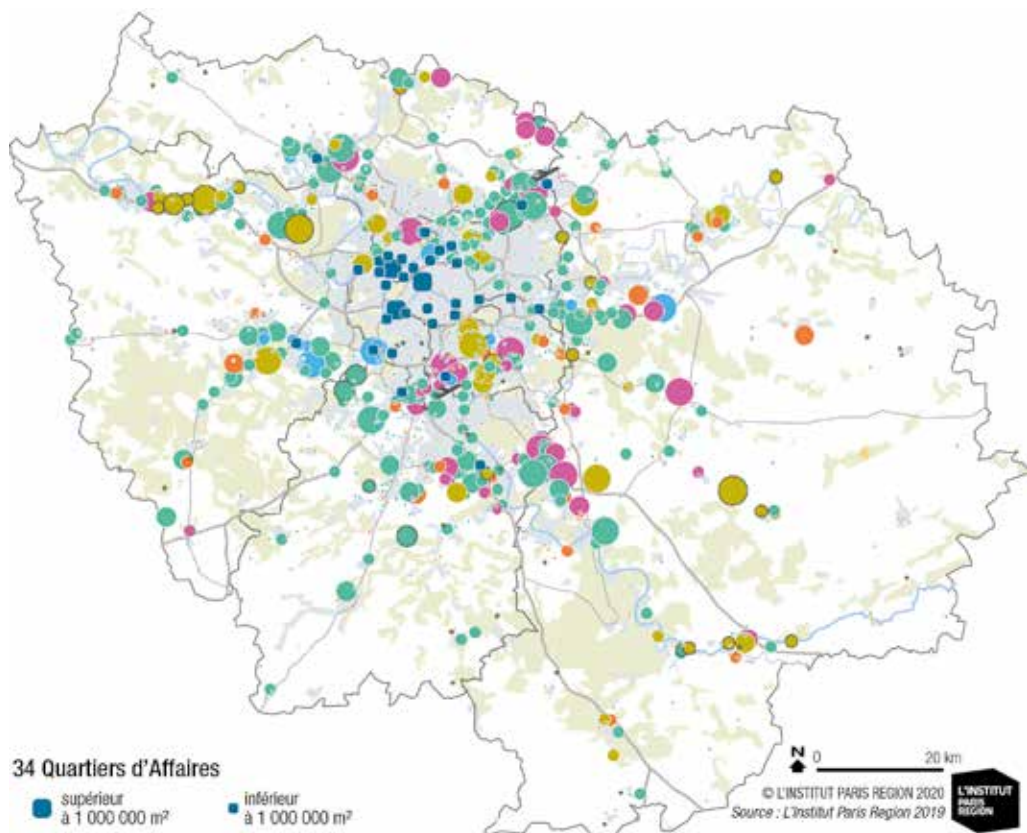 34 Quartiers d'Affaires
supérieur
à 1 000 000 m²
inférieur
à 1 000 000 m²
N 0 20 km
© L'INSTITUT PARIS REGION 2020
Source : L'Institut Paris Region 2019
L'INSTITUT
PARIS
REGION